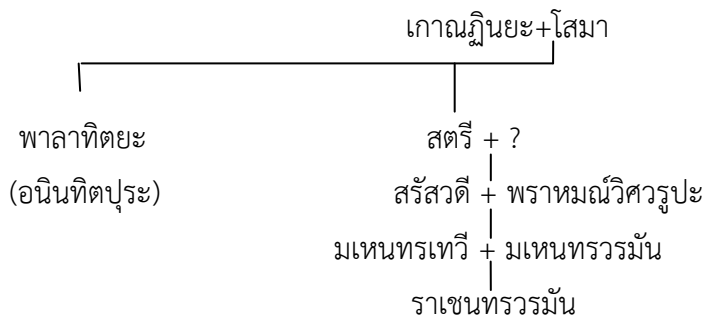 เกาณฏินยะ+โสมา
พาลาทิตยะ สตรี + ?
(อนินทิตปุระ) สรัสวดี + พราหมณ์วิศวรูปะ
มเหนทรเทวี + มเหนทรวรมัน
ราเชนทรวรมัน